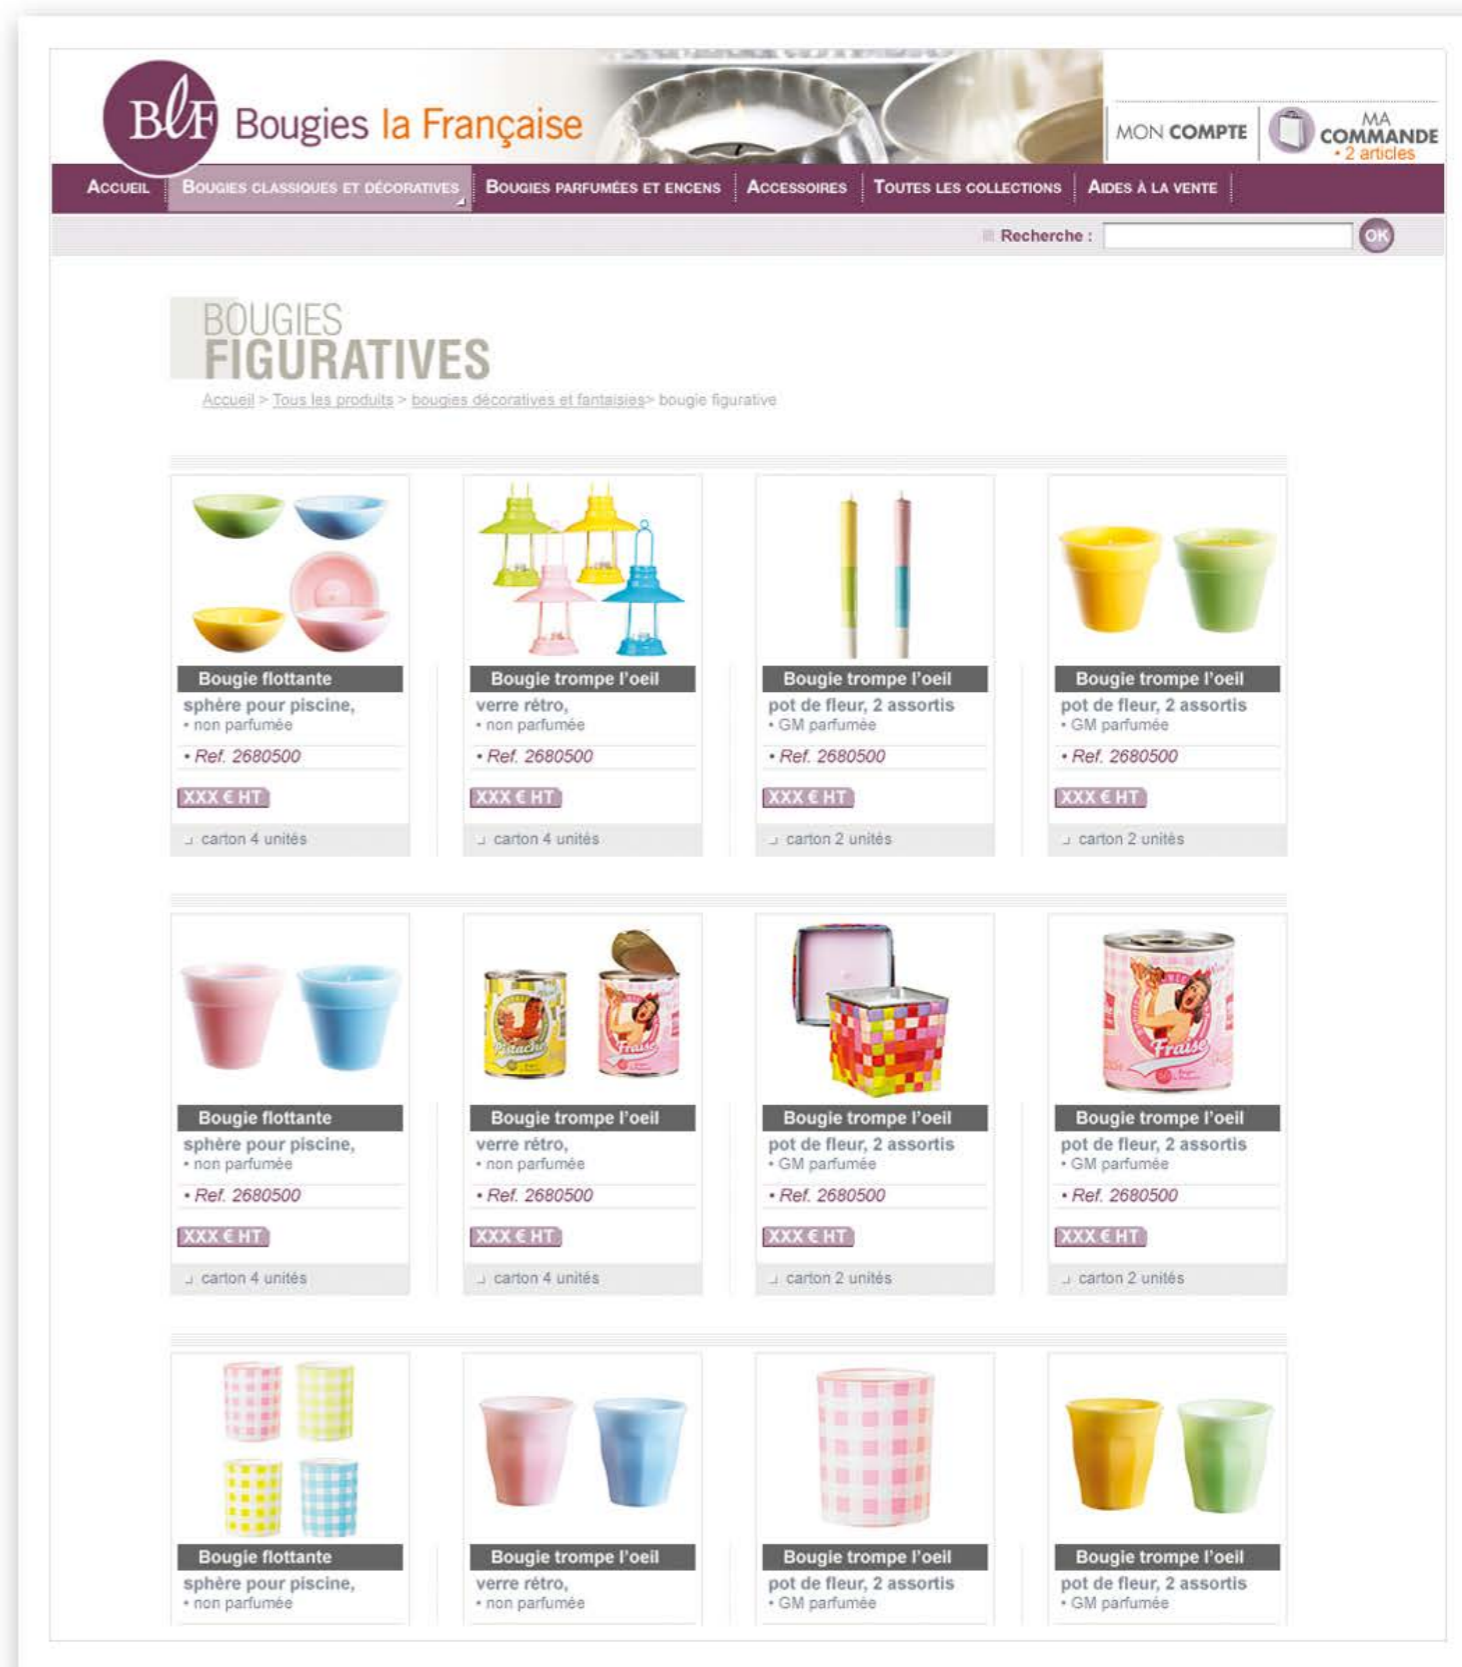 BLF Bougies la Française
MON COMPTE
MA
COMMANDE
• 2 articles
ACCUEIL BOUGIES CLASSIQUES ET DÉCORATIVES BOUGIES PARFUMÉES ET ENCENS ACCESSOIRES TOUTES LES COLLECTIONS AIDES À LA VENTE
Recherche : OK
BOUGIES
FIGURATIVES
Accueil > Tous les produits > bougies décoratives et fantaisies> bougie figurative
Bougie flottante Bougie trompe l'oeil Bougie trompe l'oeil Bougie trompe l'oeil
sphère pour piscine, verre rétro, pot de fleur, 2 assortis pot de fleur, 2 assortis
• non parfumée • non parfumée • GM parfumée • GM parfumée
• Ref. 2680500 • Ref. 2680500 • Ref. 2680500 • Ref. 2680500
XXX € HT XXX € HT XXX € HT XXX € HT
carton 4 unités carton 4 unités carton 2 unités carton 2 unités
Pistache Fraise Fraise
Bougie flottante Bougie trompe l'oeil Bougie trompe l'oeil Bougie trompe l'oeil
sphère pour piscine, verre rétro, pot de fleur, 2 assortis pot de fleur, 2 assortis
• non parfumée • non parfumée • GM parfumée • GM parfumée
• Ref. 2680500 • Ref. 2680500 • Ref. 2680500 • Ref. 2680500
XXX € HT XXX € HT XXX € HT XXX € HT
carton 4 unités carton 4 unités carton 2 unités carton 2 unités
Bougie flottante Bougie trompe l'oeil Bougie trompe l'oeil Bougie trompe l'oeil
sphère pour piscine, verre rétro, pot de fleur, 2 assortis pot de fleur, 2 assortis
• non parfumée • non parfumée • GM parfumée • GM parfumée